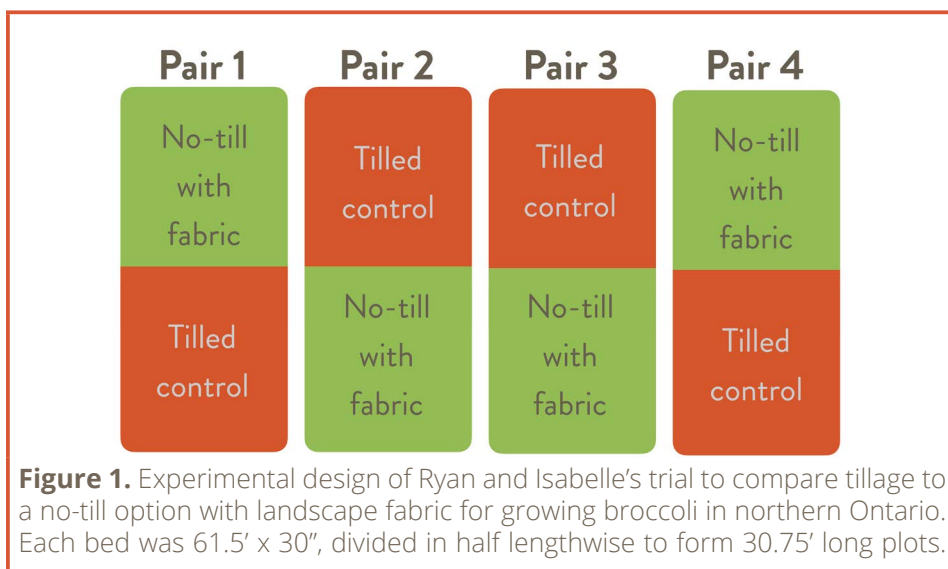 Pair 1 Pair 2 Pair 3 Pair 4
No-till
with
fabric
Tilled
control
Tilled
control
No-till
with
fabric
Tilled
control
No-till
with
fabric
No-till
with
fabric
Tilled
control
Figure 1. Experimental design of Ryan and Isabelle’s trial to compare tillage to
a no-till option with landscape fabric for growing broccoli in northern Ontario.
Each bed was 61.5’ x 30”, divided in half lengthwise to form 30.75’ long plots.